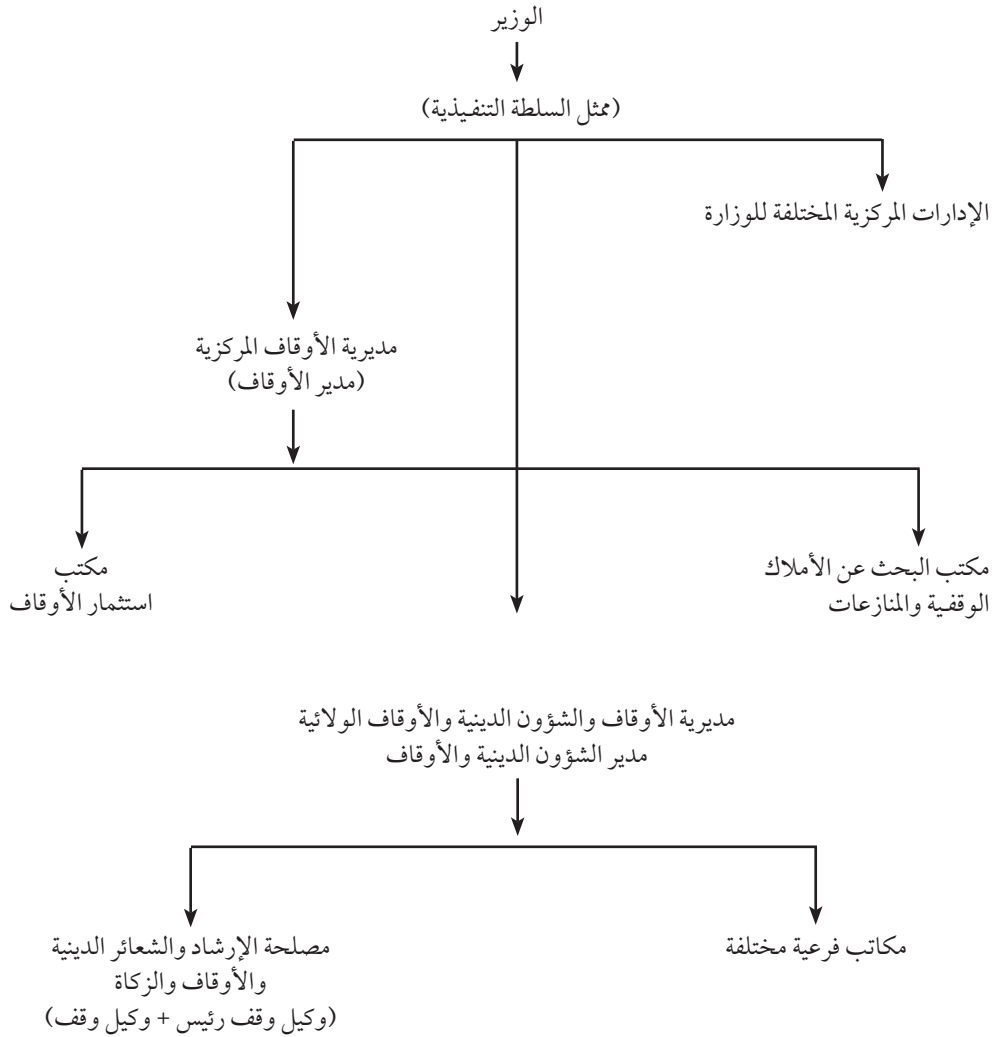 الوزير
(ممثل السلطة التنفيذية)
الإدارات المركزية المختلفة للوزارة
مديرية الأوقاف المركزية
(مدير الأوقاف)
مكتب البحث عن الأملاك
الوقفية والمنازعات
مكتب
استثمار الأوقاف
مديرية الأوقاف والشؤون الدينية والأوقاف الولائية
مدير الشؤون الدينية والأوقاف
مكاتب فرعية مختلفة
مصلحة الإرشاد والشعائر الدينية
والأوقاف والزكاة
(وكيل وقف رئيس + وكيل وقف)